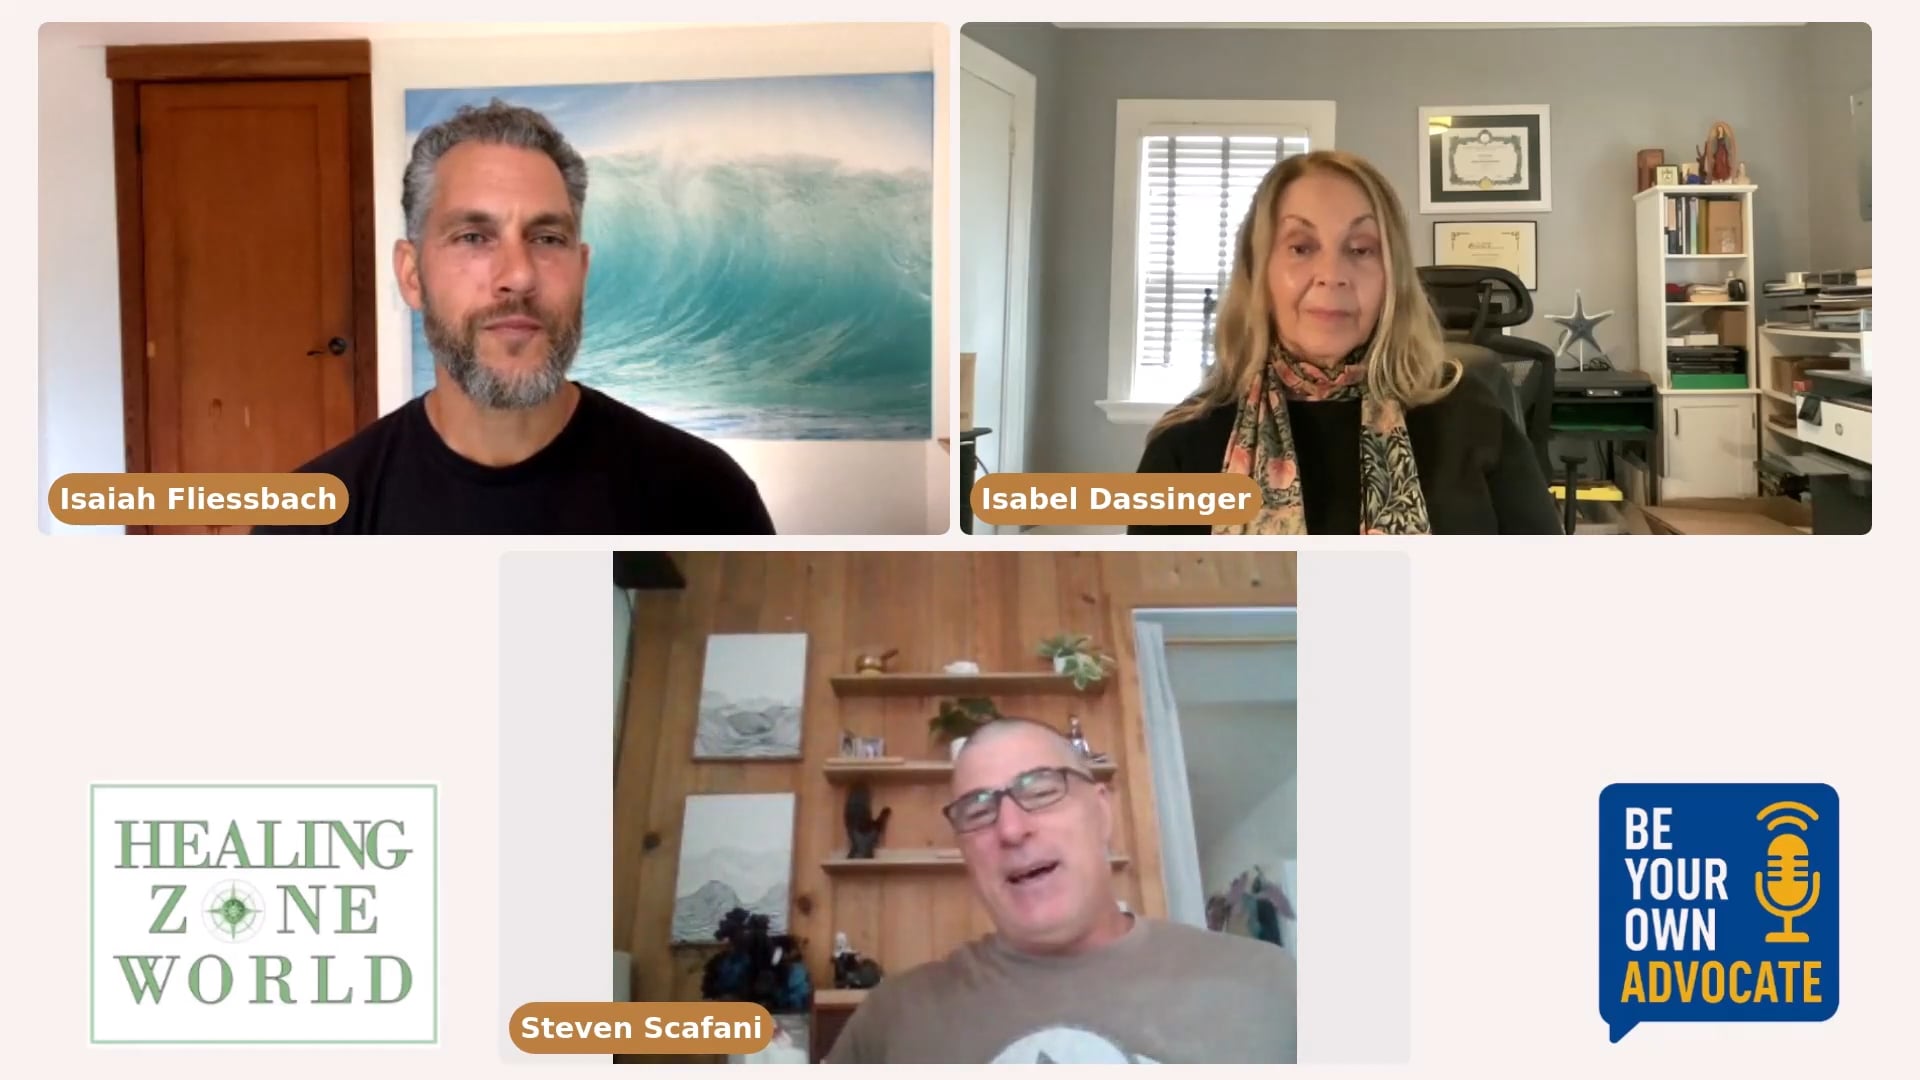 Isaiah Fliessbach
Isabel Dassinger
Steven Scafani
HEALING
ZONE
WORLD
BE
YOUR
OWN
ADVOCATE